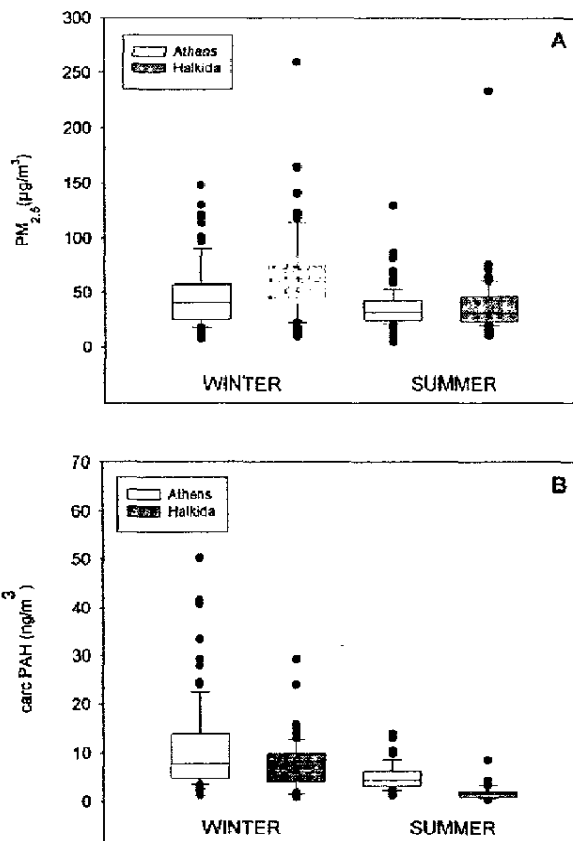 A
Athens
Halkida
300
250
200
150
100
50
0
PM2.5 (µg/m3)
WINTER SUMMER
B
Athens
Halkida
70
60
50
40
30
20
10
0
carc PAH (ng/m3)
WINTER SUMMER